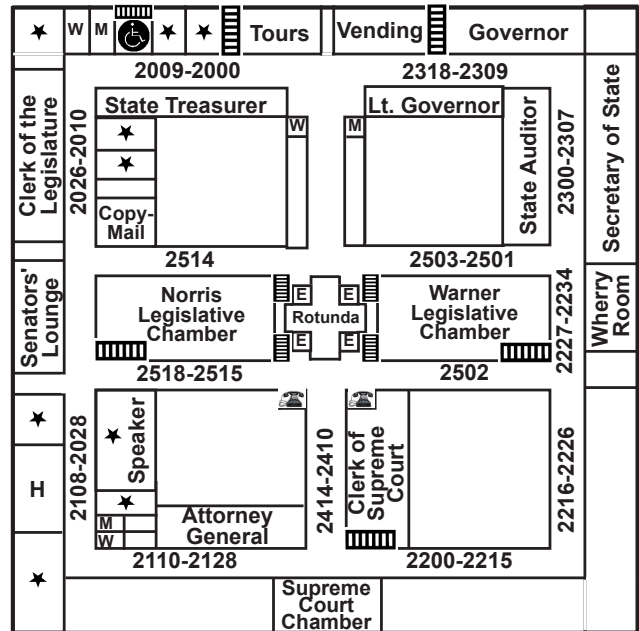 W M Tours Vending Governor
2009-2000 2318-2309
State Treasurer
Lt. Governor
W M
Clerk of the
Legislature
2026-2010
Copy-
Mail
State Auditor
2300-2307
Secretary of State
2514 2503-2501
Senators'
Lounge
Norris
Legislative
Chamber
E E
Rotunda
E E
Warner
Legislative
Chamber
2227-2234
Wherry
Room
2518-2515 2502
H
2108-2028
Speaker
M
W
Attorney
General
2414-2410
Clerk of
Supreme
Court
2216-2226
2110-2128 2200-2215
Supreme
Court
Chamber